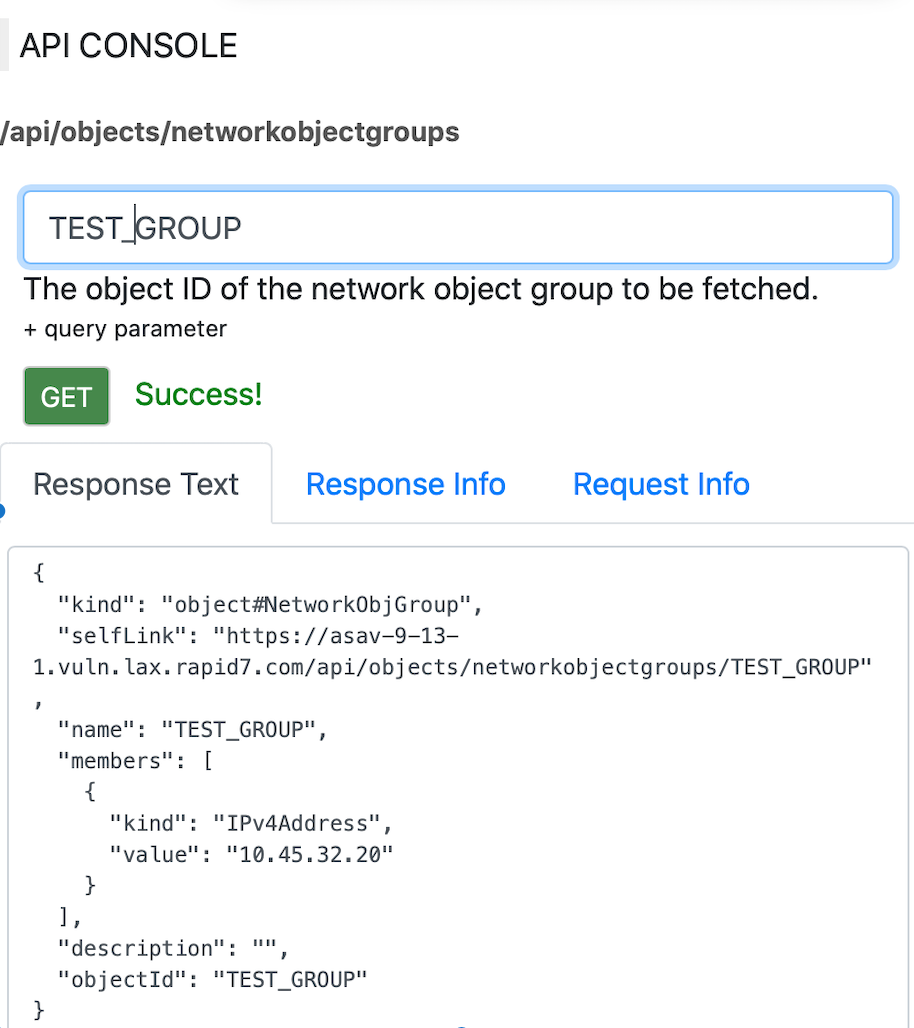 API CONSOLE
/api/objects/networkobjectgroups
TEST_GROUP
The object ID of the network object group to be fetched.
+ query parameter
GET Success!
Response Text Response Info Request Info
{
  "kind": "object#NetworkObjGroup",
  "selfLink": "https://asav-9-13-
1.vuln.lax.rapid7.com/api/objects/networkobjectgroups/TEST_GROUP"
,
  "name": "TEST_GROUP",
  "members": [
    {
      "kind": "IPv4Address",
      "value": "10.45.32.20"
    }
  ],
  "description": "",
  "objectId": "TEST_GROUP"
}